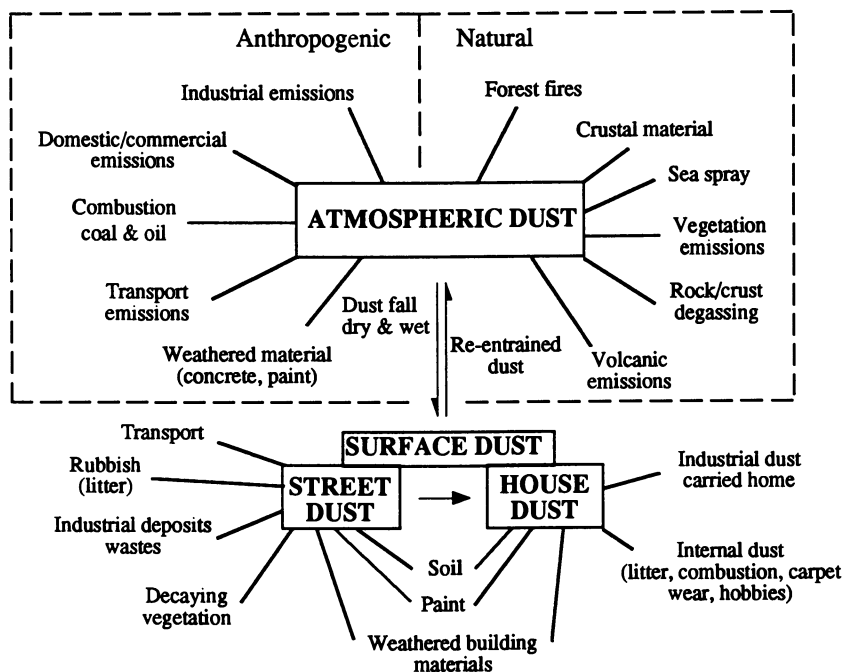 Anthropogenic
Natural
Industrial emissions
Forest fires
Domestic/commercial
emissions
Crustal material
Sea spray
Combustion
coal & oil
ATMOSPHERIC DUST
Vegetation
emissions
Transport
emissions
Rock/crust
degassing
Weathered material
(concrete, paint)
Dust fall
dry & wet
Re-entrained
dust
Volcanic
emissions
Transport
SURFACE DUST
Rubbish
(litter)
STREET
DUST
HOUSE
DUST
Industrial dust
carried home
Industrial deposits
wastes
Internal dust
(litter, combustion, carpet
wear, hobbies)
Decaying
vegetation
Soil
Paint
Weathered building
materials